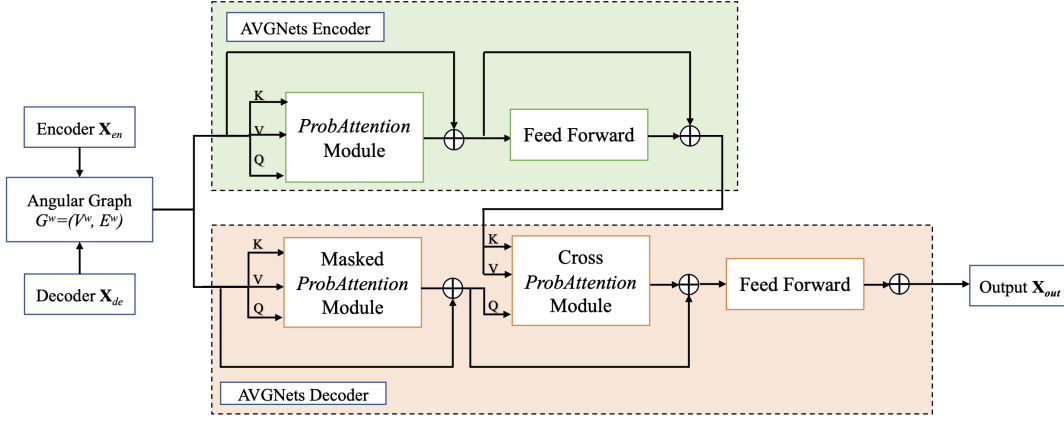 AVGNets Encoder
Encoder X_en
Angular Graph
G^w=(V^w, E^w)
Decoder X_de
K
V
Q
ProbAttention
Module
Feed Forward
K
V
Q
Masked
ProbAttention
Module
K
V
Q
Cross
ProbAttention
Module
Feed Forward
Output X_out
AVGNets Decoder